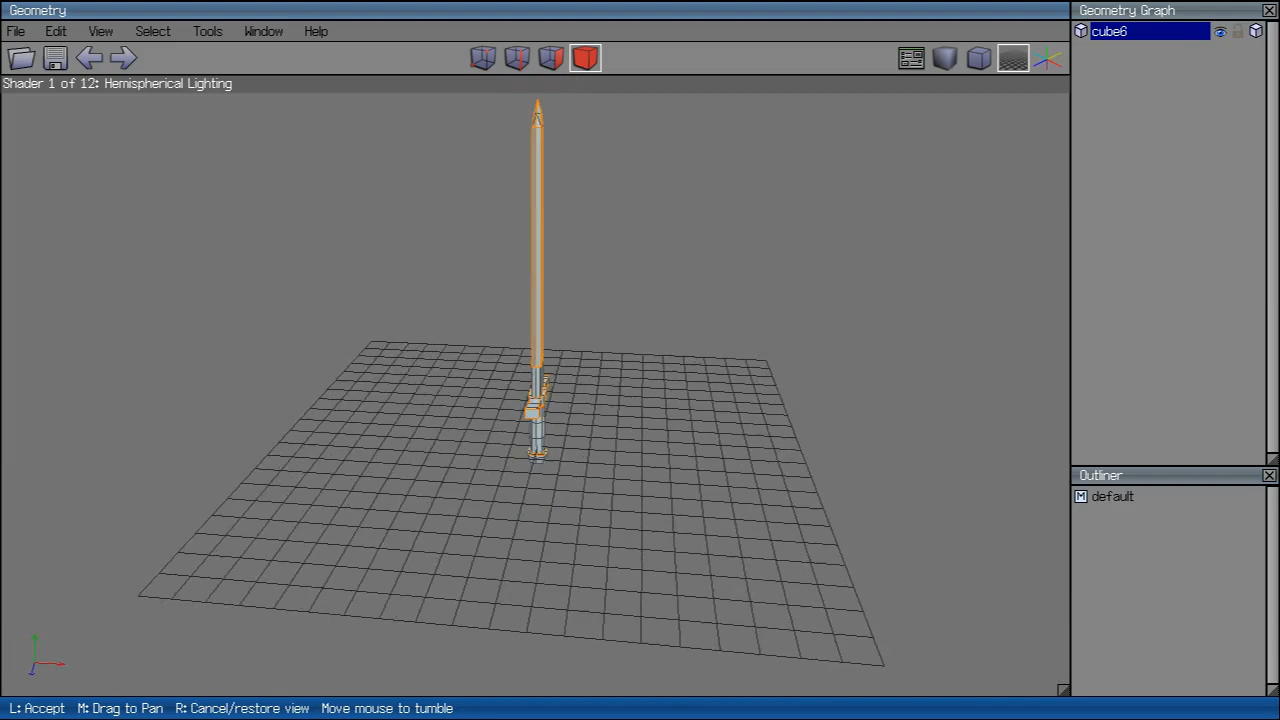 Geometry
Geometry Graph
File Edit View Select Tools Window Help
cube6
Shader 1 of 12: Hemispherical Lighting
Outliner
M default
L: Accept M: Drag to Pan R: Cancel/restore view Move mouse to tumble